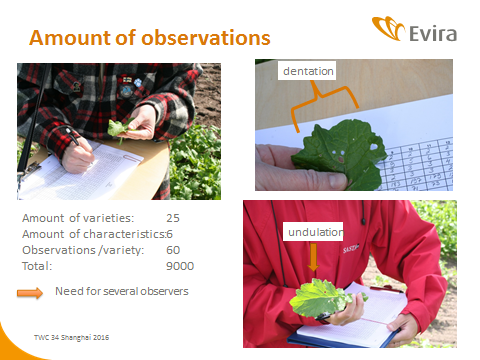 Amount of observations
Evira
dentation
undulation
Amount of varieties: 25
Amount of characteristics:6
Observations /variety: 60
Total: 9000
Need for several observers
TWC 34 Shanghai 2016